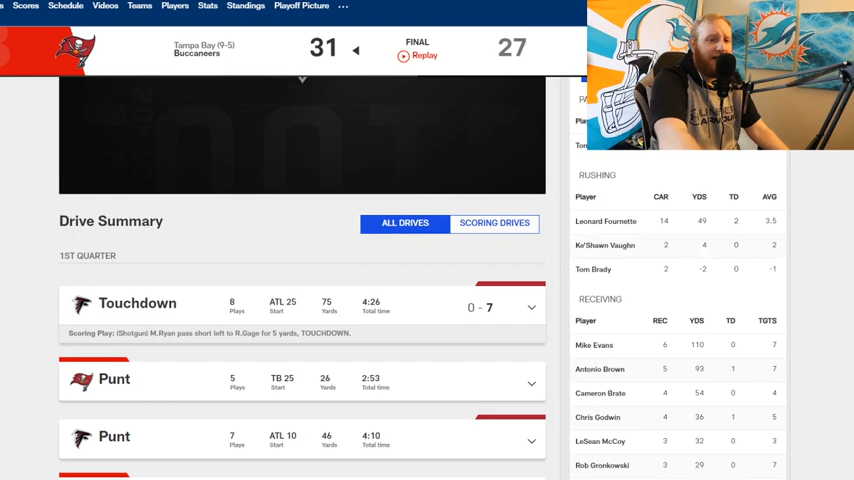 Scores Schedule Videos Teams Players Stats Standings Playoff Picture ...
Tampa Bay (9-5)
Buccaneers
31
FINAL
Replay
27
Drive Summary
ALL DRIVES
SCORING DRIVES
1ST QUARTER
Touchdown
8
Plays
ATL 25
Start
75
Yards
4:26
Total time
0 - 7
Scoring Play: (Shotgun) M.Ryan pass short left to R.Gage for 5 yards, TOUCHDOWN.
Punt
5
Plays
TB 25
Start
26
Yards
2:53
Total time
Punt
7
Plays
ATL 10
Start
46
Yards
4:10
Total time
RUSHING
Player CAR YDS TD AVG
Leonard Fournette 14 49 2 3.5
Ke'Shawn Vaughn 2 4 0 2
Tom Brady 2 -2 0 -1
RECEIVING
Player REC YDS TD TGTS
Mike Evans 6 110 0 7
Antonio Brown 5 93 1 7
Cameron Brate 4 54 0 4
Chris Godwin 4 36 1 5
LeSean McCoy 3 32 0 3
Rob Gronkowski 3 29 0 7